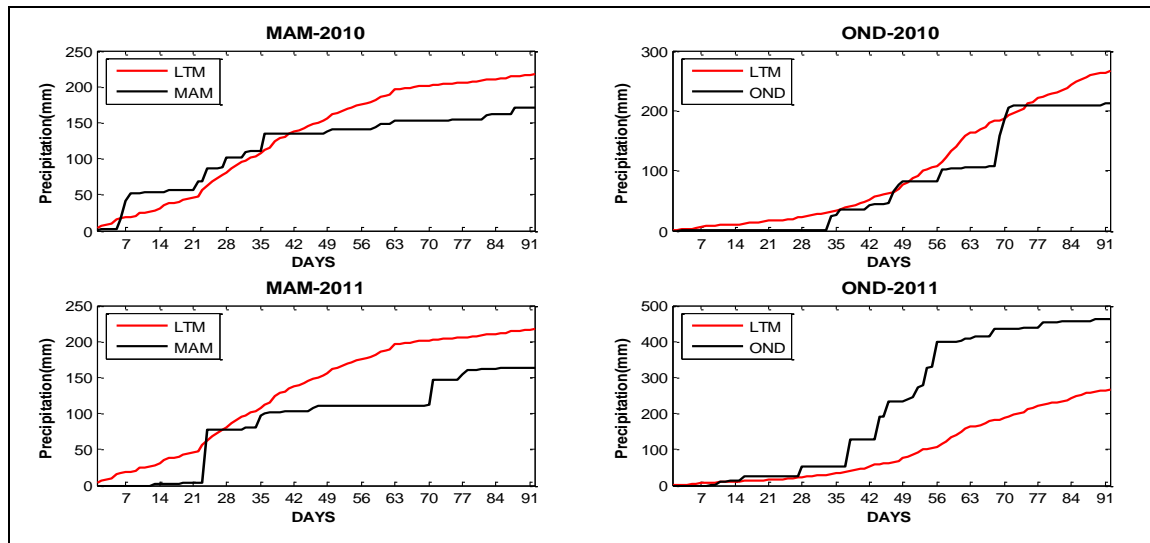 MAM-2010
250
200
150
100
50
0
Precipitation(mm)
LTM
MAM
7 14 21 28 35 42 49 56 63 70 77 84 91
DAYS
OND-2010
300
200
100
0
Precipitation(mm)
LTM
OND
7 14 21 28 35 42 49 56 63 70 77 84 91
DAYS
MAM-2011
250
200
150
100
50
0
Precipitation(mm)
LTM
MAM
7 14 21 28 35 42 49 56 63 70 77 84 91
DAYS
OND-2011
500
400
300
200
100
0
Precipitation(mm)
LTM
OND
7 14 21 28 35 42 49 56 63 70 77 84 91
DAYS